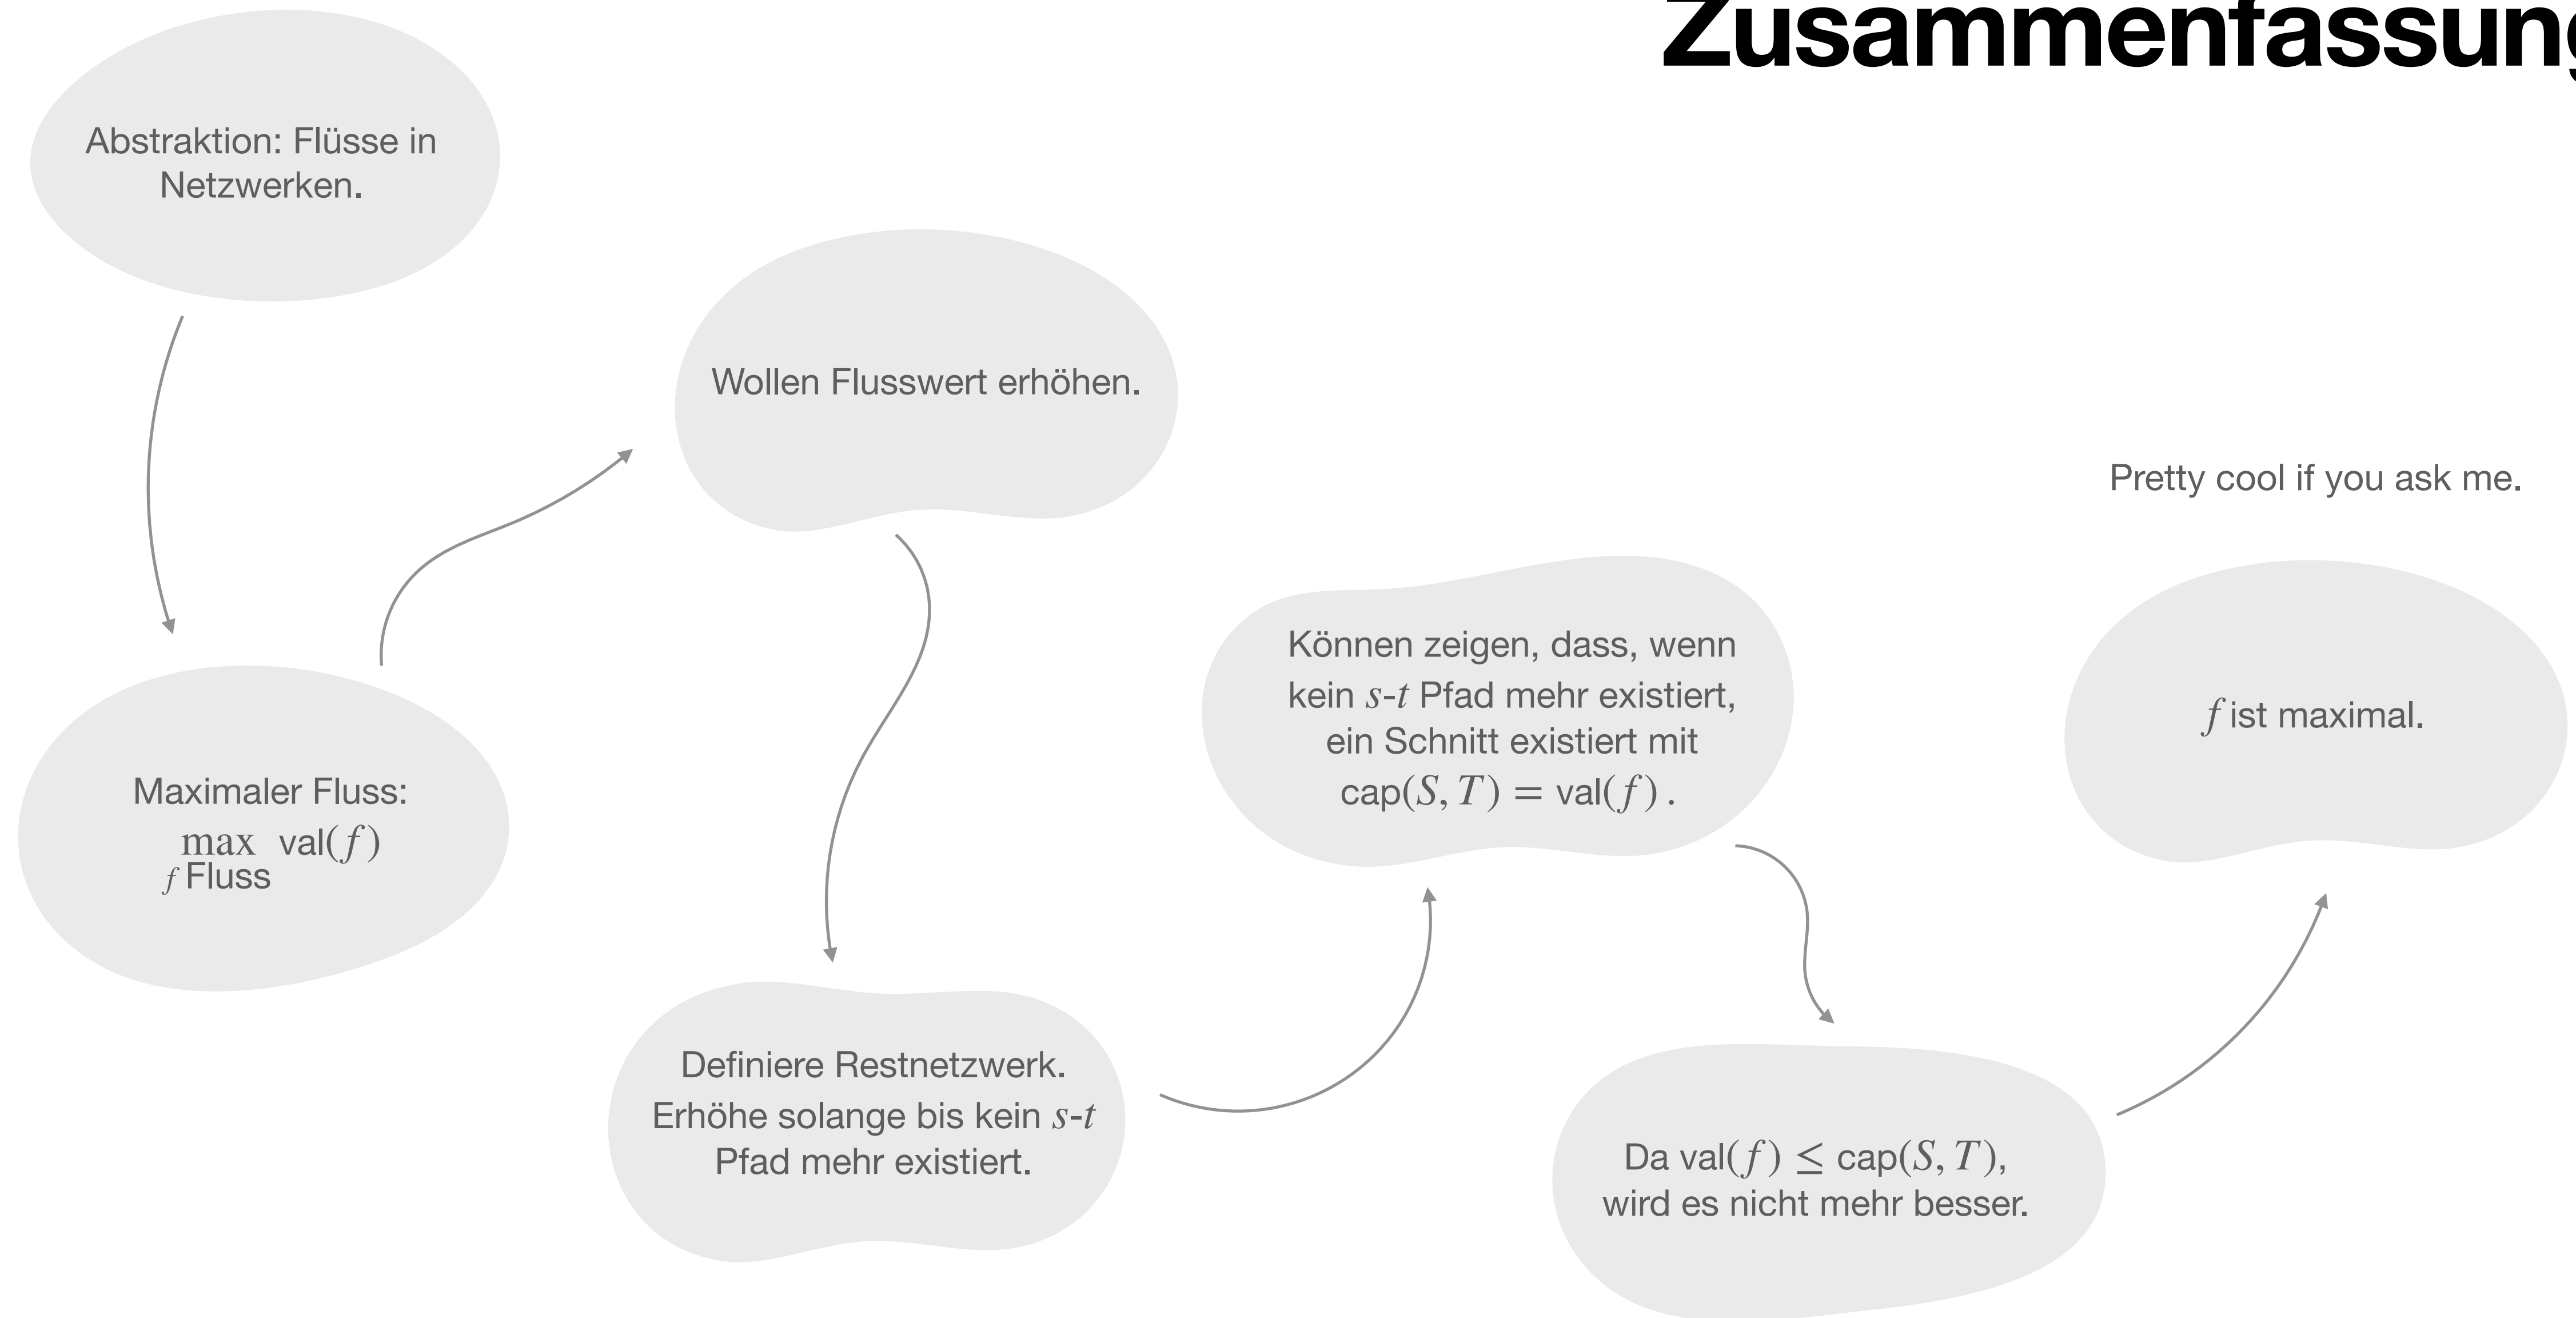 Zusammenfassung
Abstraktion: Flüsse in
Netzwerken.
Maximaler Fluss:
max val(f)
f Fluss
Wollen Flusswert erhöhen.
Definiere Restnetzwerk.
Erhöhe solange bis kein s-t
Pfad mehr existiert.
Können zeigen, dass, wenn
kein s-t Pfad mehr existiert,
ein Schnitt existiert mit
cap(S, T) = val(f) .
Da val(f) ≤ cap(S, T),
wird es nicht mehr besser.
f ist maximal.
Pretty cool if you ask me.